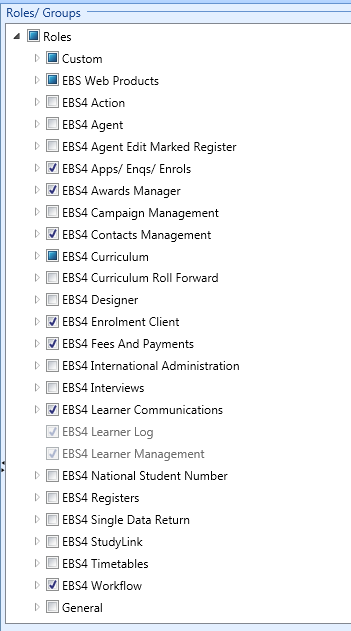 Roles/ Groups
Roles
Custom
EBS Web Products
EBS4 Action
EBS4 Agent
EBS4 Agent Edit Marked Register
EBS4 Apps/ Enqs/ Enrols
EBS4 Awards Manager
EBS4 Campaign Management
EBS4 Contacts Management
EBS4 Curriculum
EBS4 Curriculum Roll Forward
EBS4 Designer
EBS4 Enrolment Client
EBS4 Fees And Payments
EBS4 International Administration
EBS4 Interviews
EBS4 Learner Communications
EBS4 Learner Log
EBS4 Learner Management
EBS4 National Student Number
EBS4 Registers
EBS4 Single Data Return
EBS4 StudyLink
EBS4 Timetables
EBS4 Workflow
General